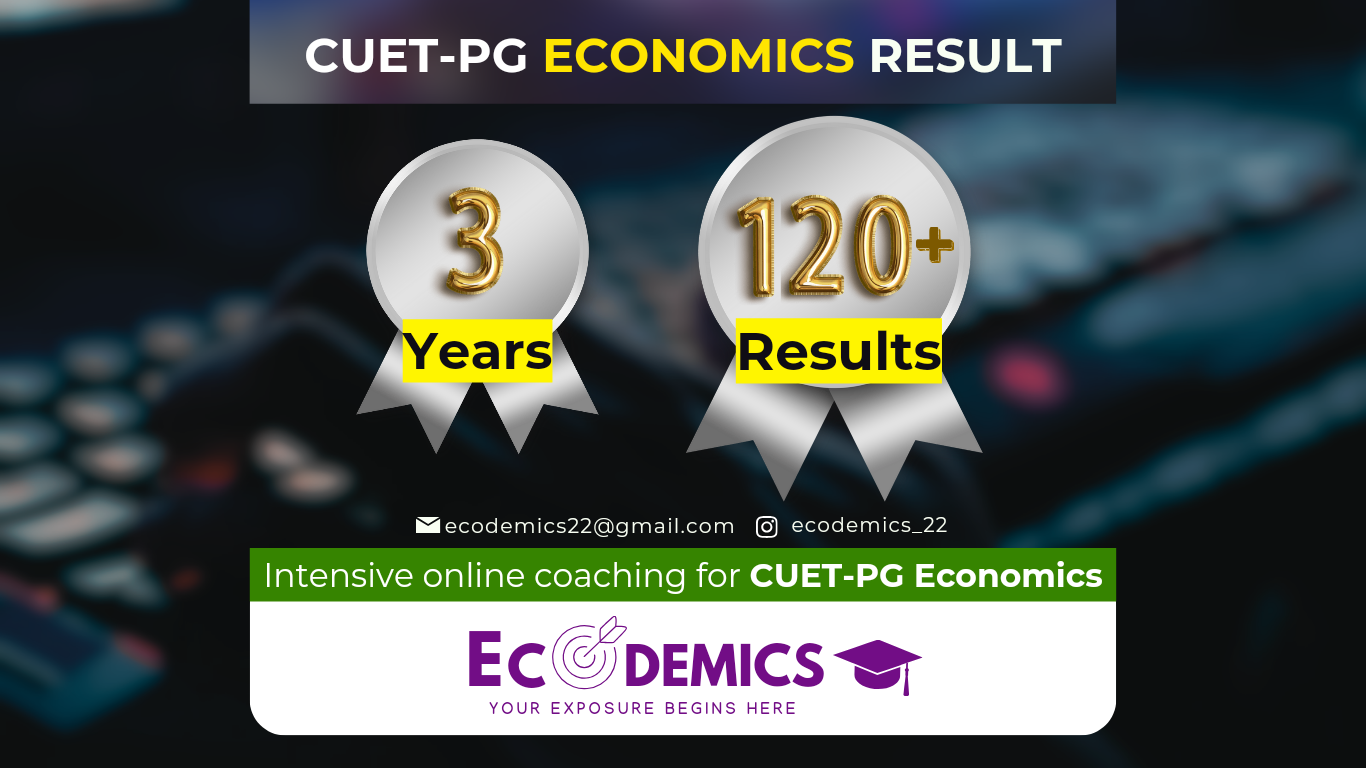 CUET-PG ECONOMICS RESULT
3
Years
120+
Results
ecodemics22@gmail.com
ecodemics_22
Intensive online coaching for CUET-PG Economics
ECODEMICS
YOUR EXPOSURE BEGINS HERE